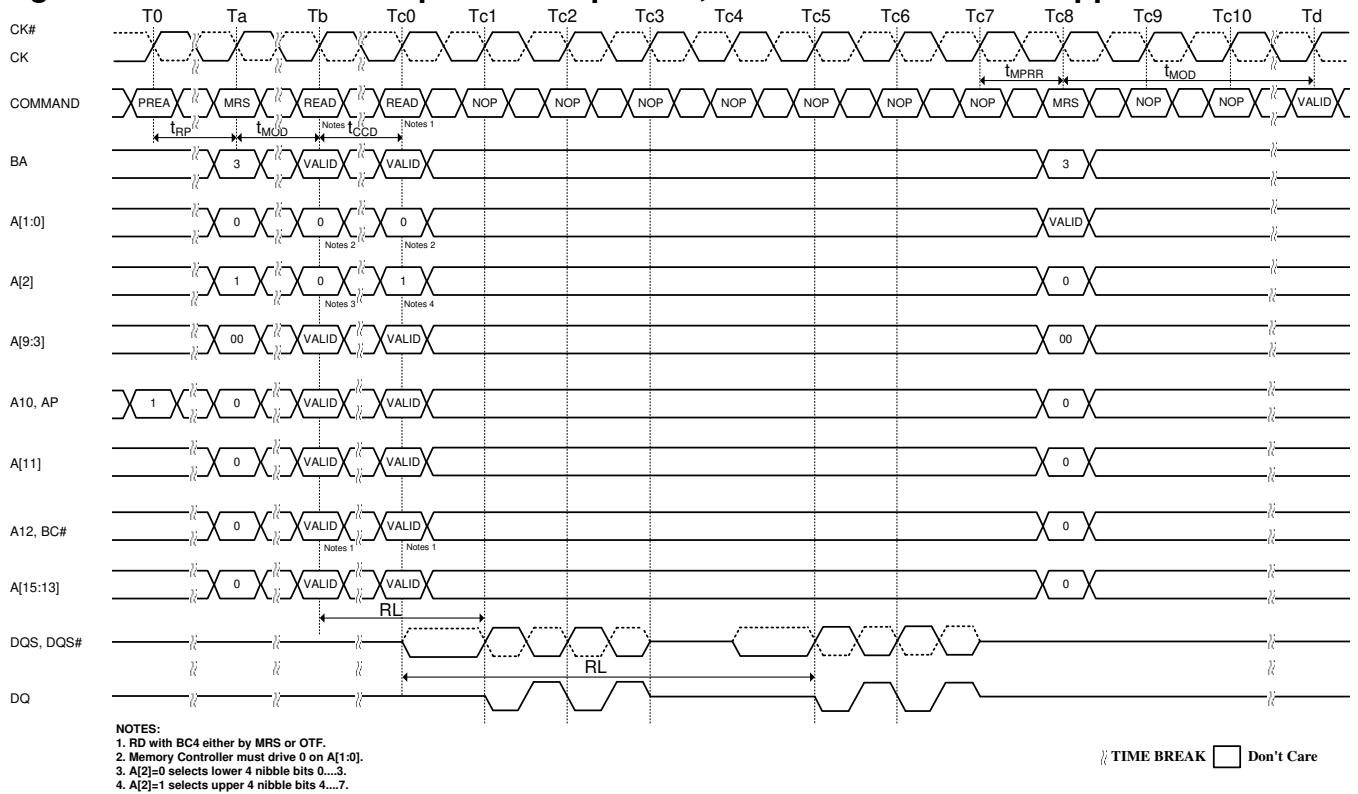 T0 Ta Tb Tc0 Tc1 Tc2 Tc3 Tc4 Tc5 Tc6 Tc7 Tc8 Tc9 Tc10 Td
CK#
CK
tMPRR tMOD
COMMAND PREA MRS READ READ NOP NOP NOP NOP NOP NOP NOP MRS NOP NOP VALID
Notes 1 Notes 1
tRP tMOD tCCD
BA 3 VALID VALID 3
A[1:0] 0 0 0 VALID
Notes 2 Notes 2
A[2] 1 0 1 0
Notes 3 Notes 4
A[9:3] 00 VALID VALID 00
A10, AP 1 0 VALID VALID 0
A[11] 0 VALID VALID 0
A12, BC# 0 VALID VALID 0
Notes 1 Notes 1
A[15:13] 0 VALID VALID 0
RL
DQS, DQS#
RL
DQ
NOTES:
1. RD with BC4 either by MRS or OTF.
2. Memory Controller must drive 0 on A[1:0].
3. A[2]=0 selects lower 4 nibble bits 0....3.
4. A[2]=1 selects upper 4 nibble bits 4....7.
TIME BREAK Don't Care